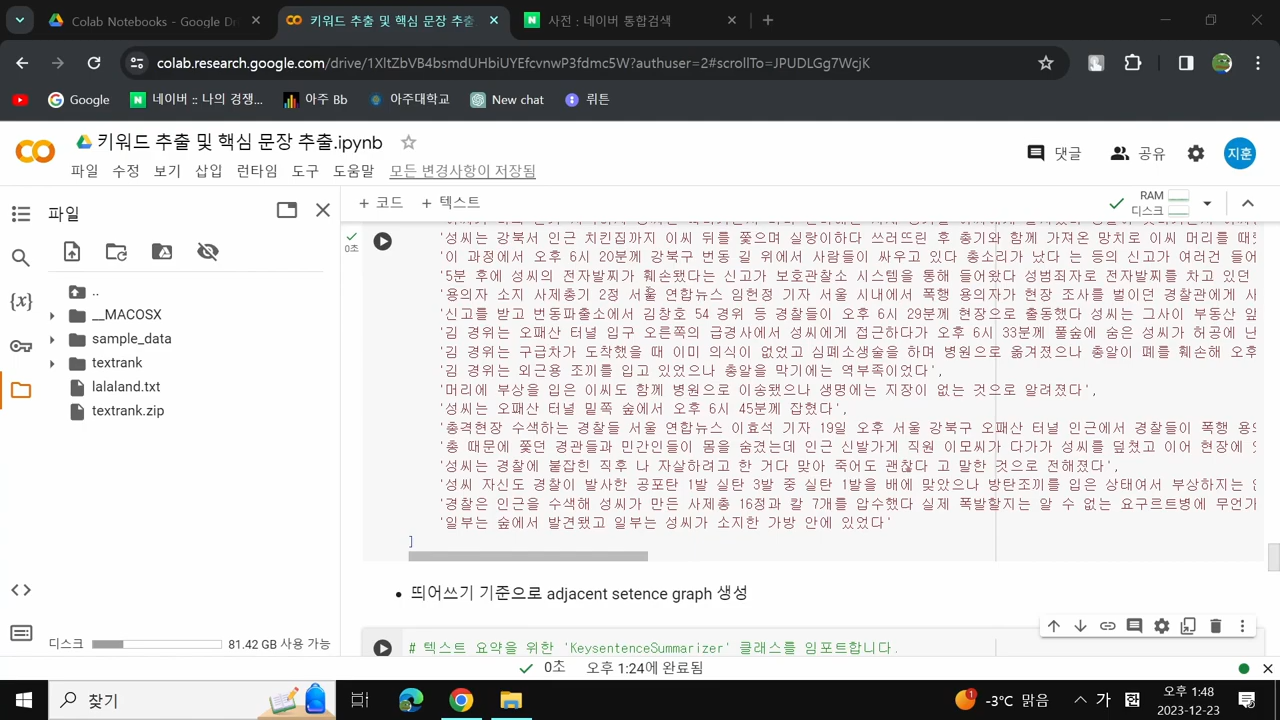 Colab Notebooks - Google Dr
키워드 추출 및 핵심 문장 추출
사전 : 네이버 통합검색
colab.research.google.com/drive/1XltZbVB4bsmdUHbiUYEfcvnwP3fdmc5W?authuser=2#scrollTo=JPUDLGg7WcjK
Google
네이버 :: 나의 경쟁...
아주 Bb
아주대학교
New chat
뤼튼
키워드 추출 및 핵심 문장 추출.ipynb
파일 수정 보기 삽입 런타임 도구 도움말 모든 변경사항이 저장됨
댓글
공유
지훈
파일
+ 코드 + 텍스트
RAM
디스크
..
__MACOSX
sample_data
textrank
lalaland.txt
textrank.zip
디스크
81.42 GB 사용 가능
0초
'성씨는 강북서 인근 치킨집까지 이씨 뒤를 쫓으며 실랑이하다 쓰러뜨린 후 총기와 함께 가져온 망치로 이씨 머리를 때
'이 과정에서 오후 6시 20분께 강북구 번동 길 위에서 사람들이 싸우고 있다 총소리가 났다 는 등의 신고가 여러건 들어
'5분 후에 성씨의 전자발찌가 훼손됐다는 신고가 보호관찰소 시스템을 통해 들어왔다 성범죄자로 전자발찌를 차고 있던
'용의자 소지 사제총기 2정 서울 연합뉴스 임헌정 기자 서울 시내에서 폭행 용의자가 현장 조사를 벌이던 경찰관에게 사
'신고를 받고 번동파출소에서 김창호 54 경위 등 경찰들이 오후 6시 29분께 현장으로 출동했다 성씨는 그사이 부동산 앞
'김 경위는 오패산 터널 입구 오른쪽의 급경사에서 성씨에게 접근하다가 오후 6시 33분께 풀숲에 숨은 성씨가 허공에 난
'김 경위는 구급차가 도착했을 때 이미 의식이 없었고 심폐소생술을 하며 병원으로 옮겨졌으나 총알이 폐를 훼손해 오후
'김 경위는 외근용 조끼를 입고 있었으나 총알을 막기에는 역부족이었다',
'머리에 부상을 입은 이씨도 함께 병원으로 이송됐으나 생명에는 지장이 없는 것으로 알려졌다',
'성씨는 오패산 터널 밑쪽 숲에서 오후 6시 45분께 잡혔다',
'총격현장 수색하는 경찰들 서울 연합뉴스 이효석 기자 19일 오후 서울 강북구 오패산 터널 인근에서 경찰들이 폭행 용의
'총 때문에 쫓던 경관들과 민간인들이 몸을 숨겼는데 인근 신발가게 직원 이모씨가 다가가 성씨를 덮쳤고 이어 현장에
'성씨는 경찰에 붙잡힌 직후 나 자살하려고 한 거다 맞아 죽어도 괜찮다 고 말한 것으로 전해졌다',
'성씨 자신도 경찰이 발사한 공포탄 1발 실탄 3발 중 실탄 1발을 배에 맞았으나 방탄조끼를 입은 상태여서 부상하지는
'경찰은 인근을 수색해 성씨가 만든 사제총 16정과 칼 7개를 압수했다 실제 폭발할지는 알 수 없는 요구르트병에 무언가
'일부는 숲에서 발견됐고 일부는 성씨가 소지한 가방 안에 있었다'
]
• 띄어쓰기 기준으로 adjacent setence graph 생성
# 텍스트 요약을 위한 'KeysentenceSummarizer' 클래스를 임포트합니다.
0초 오후 1:24에 완료됨
찾기
1
-3°C 맑음
가
오후 1:48
2023-12-23